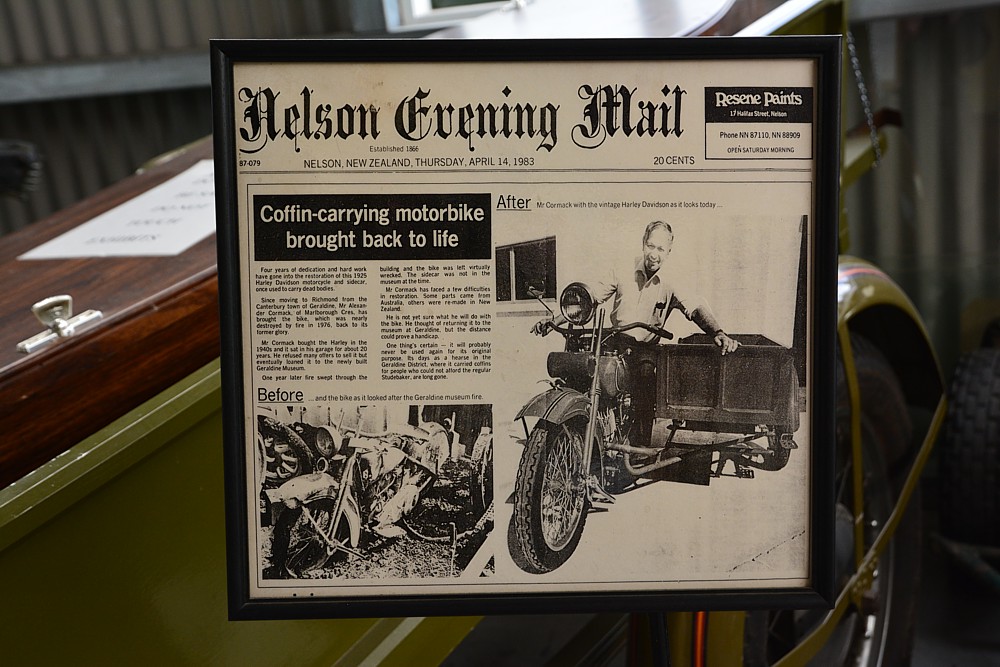 Nelson Evening Mail
Established 1866
87-079
NELSON, NEW ZEALAND, THURSDAY, APRIL 14, 1983
20 CENTS
Resene Paints
17 Halifax Street, Nelson
Phone NN 87110, NN 88909
OPEN SATURDAY MORNING
Coffin-carrying motorbike
brought back to life
Four years of dedication and hard work
have gone into the restoration of this 1925
Harley Davidson motorcycle and sidecar,
once used to carry dead bodies.
Since moving to Richmond from the
Canterbury town of Geraldine, Mr Alexan-
der Cormack, of Marlborough Cres, has
brought the bike, which was nearly
destroyed by fire in 1976, back to its
former glory.
Mr Cormack bought the Harley in the
1940s and it sat in his garage for about 20
years. He refused many offers to sell it but
eventually loaned it to the newly built
Geraldine Museum.
One year later fire swept through the
building and the bike was left virtually
wrecked. The sidecar was not in the
museum at the time.
Mr Cormack has faced a few difficulties
in restoration. Some parts came from
Australia, others were re-made in New
Zealand.
He is not yet sure what he will do with
the bike. He thought of returning it to the
museum at Geraldine, but the distance
could prove a handicap.
One thing's certain — it will probably
never be used again for its original
purpose. Its days as a hearse in the
Geraldine District, where it carried coffins
for people who could not afford the regular
Studebaker, are long gone.
After Mr Cormack with the vintage Harley Davidson as it looks today ...
Before ... and the bike as it looked after the Geraldine museum fire.